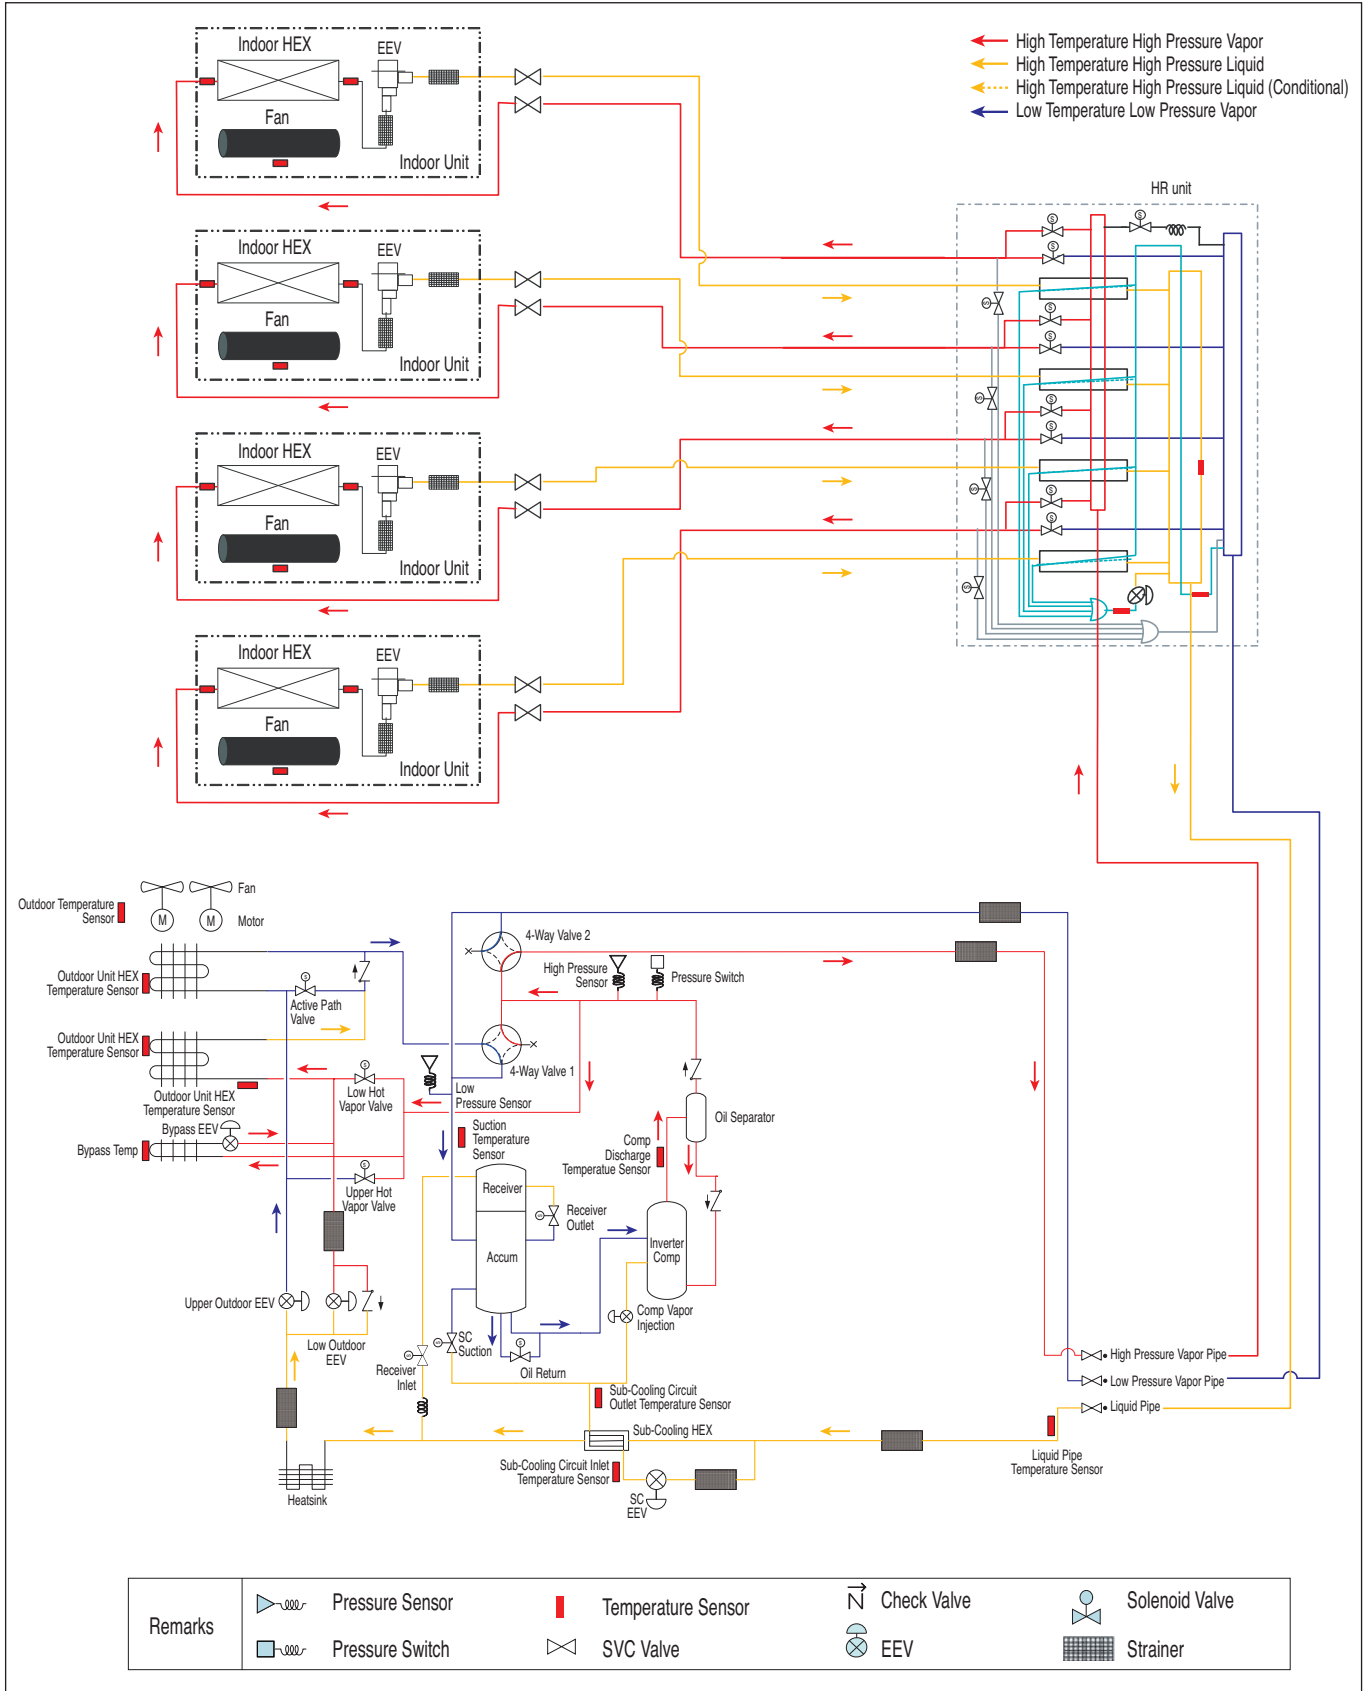 High Temperature High Pressure Vapor
High Temperature High Pressure Liquid
High Temperature High Pressure Liquid (Conditional)
Low Temperature Low Pressure Vapor
Indoor HEX
EEV
Fan
Indoor Unit
HR unit
S
S
S
S
S
S
S
S
S
S
S
S
S
Indoor HEX
EEV
Fan
Indoor Unit
Indoor HEX
EEV
Fan
Indoor Unit
Indoor HEX
EEV
Fan
Indoor Unit
Fan
Outdoor Temperature
Sensor
M
M
Motor
4-Way Valve 2
High Pressure
Sensor
Pressure Switch
Outdoor Unit HEX
Temperature Sensor
S
Active Path
Valve
Outdoor Unit HEX
Temperature Sensor
4-Way Valve 1
S
Low Hot
Vapor Valve
Low
Pressure Sensor
Outdoor Unit HEX
Temperature Sensor
Oil Separator
Bypass EEV
Bypass Temp
Suction
Temperature
Sensor
Comp
Discharge
Temperatue Sensor
S
Upper Hot
Vapor Valve
Receiver
Receiver
Outlet
Accum
Inverter
Comp
Upper Outdoor EEV
Low Outdoor
EEV
Comp Vapor
Injection
SC
Suction
S
Oil Return
Receiver
Inlet
High Pressure Vapor Pipe
Low Pressure Vapor Pipe
Liquid Pipe
Sub-Cooling Circuit
Outlet Temperature Sensor
Sub-Cooling HEX
Sub-Cooling Circuit Inlet
Temperature Sensor
SC
EEV
Liquid Pipe
Temperature Sensor
Heatsink
Remarks
Pressure Sensor
Temperature Sensor
Check Valve
Solenoid Valve
Pressure Switch
SVC Valve
EEV
Strainer